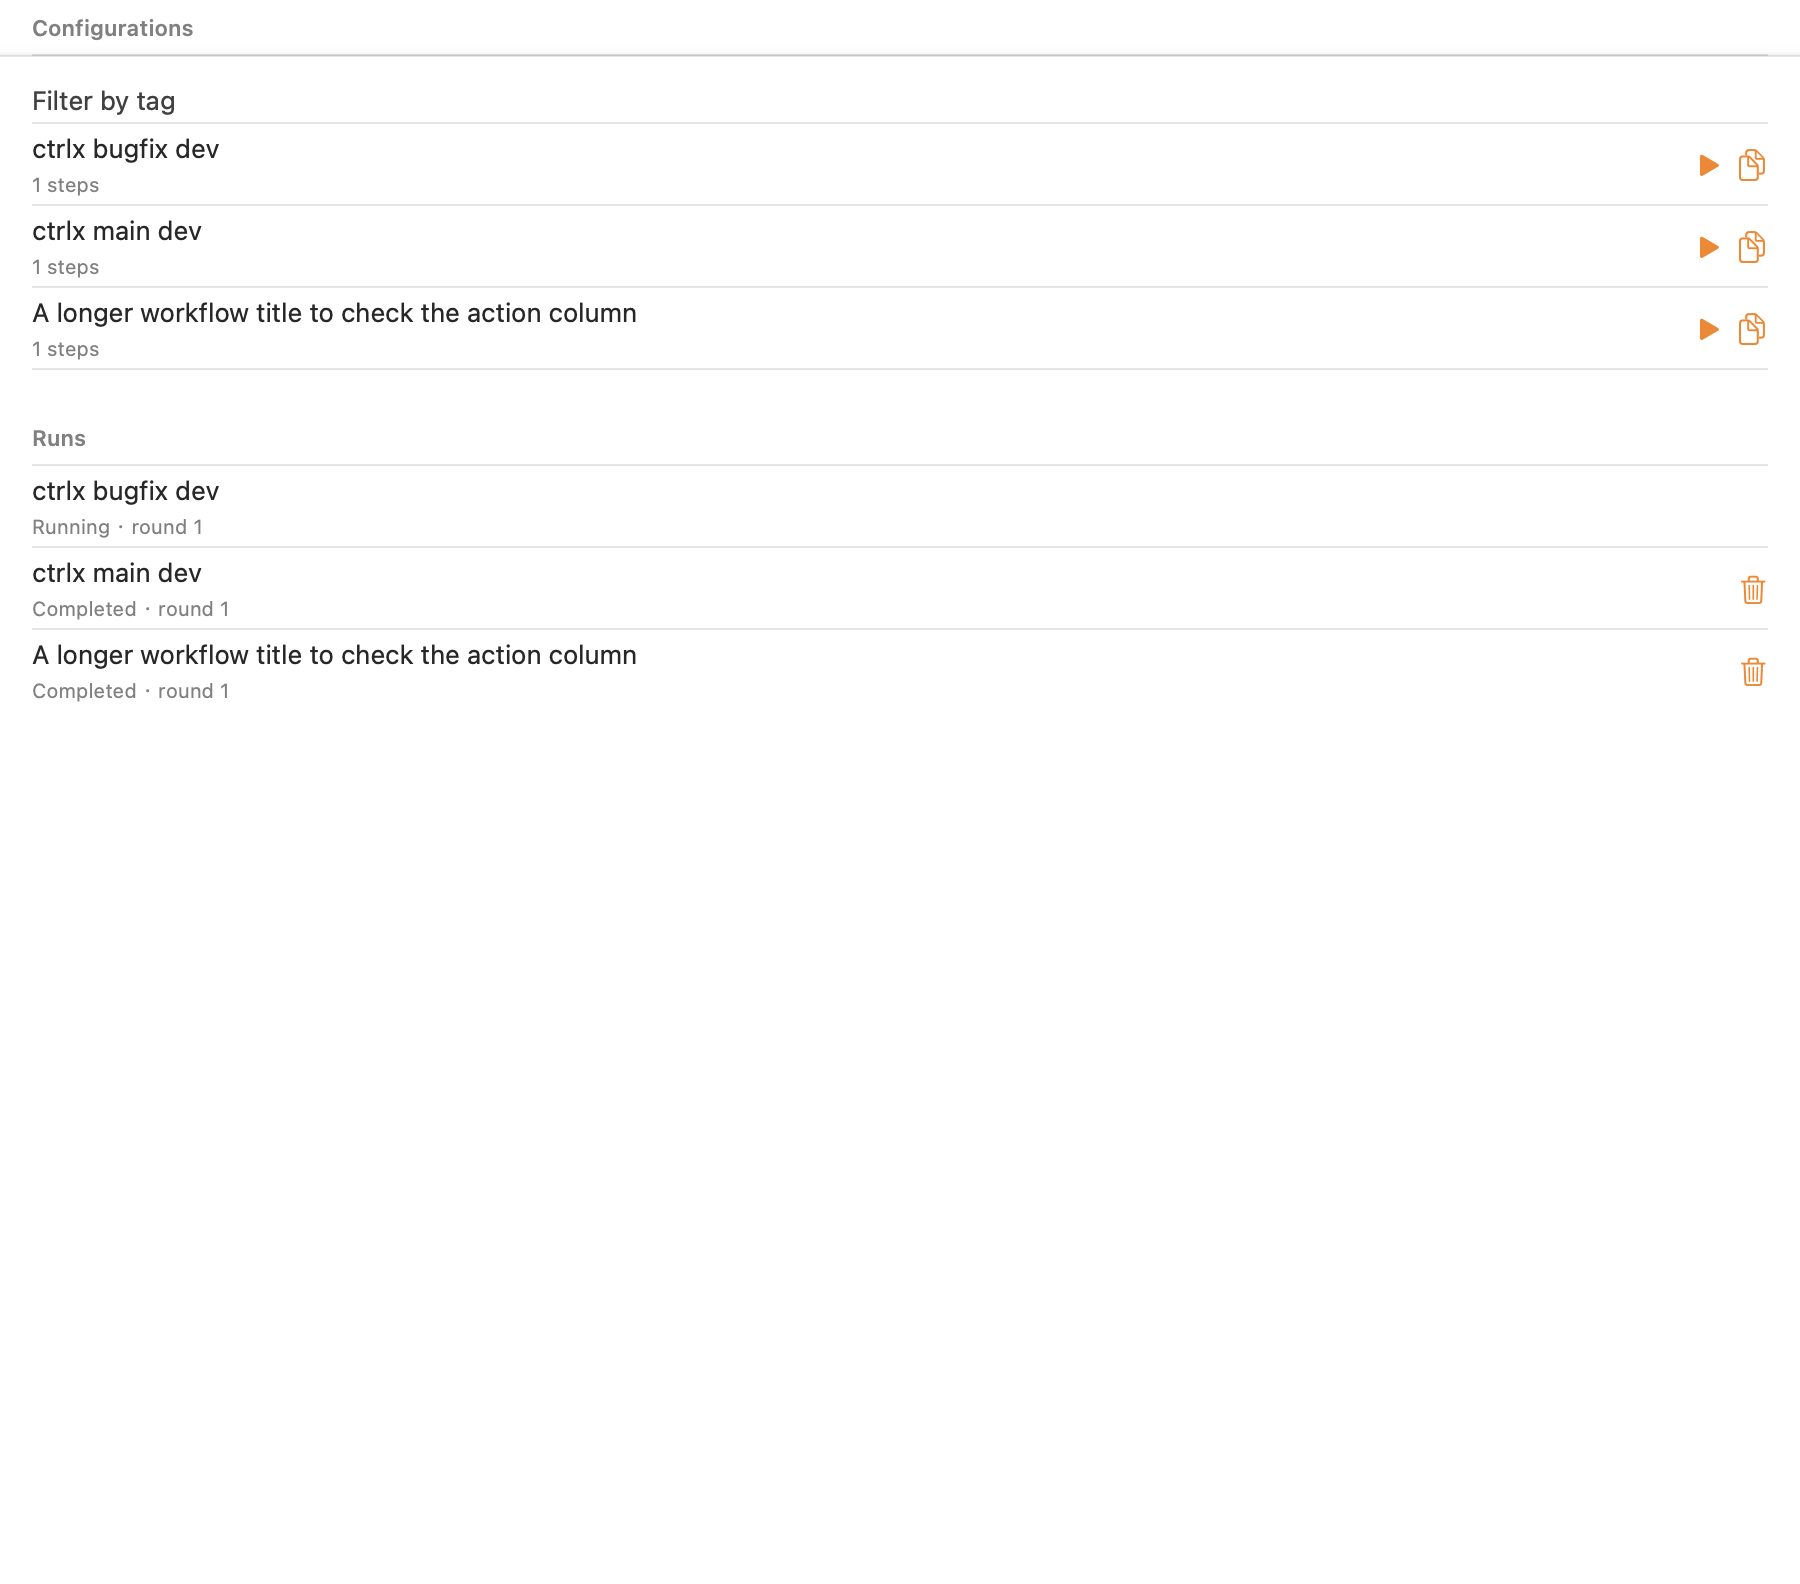 Configurations
Filter by tag
ctrlx bugfix dev
1 steps
ctrlx main dev
1 steps
A longer workflow title to check the action column
1 steps
Runs
ctrlx bugfix dev
Running · round 1
ctrlx main dev
Completed · round 1
A longer workflow title to check the action column
Completed · round 1